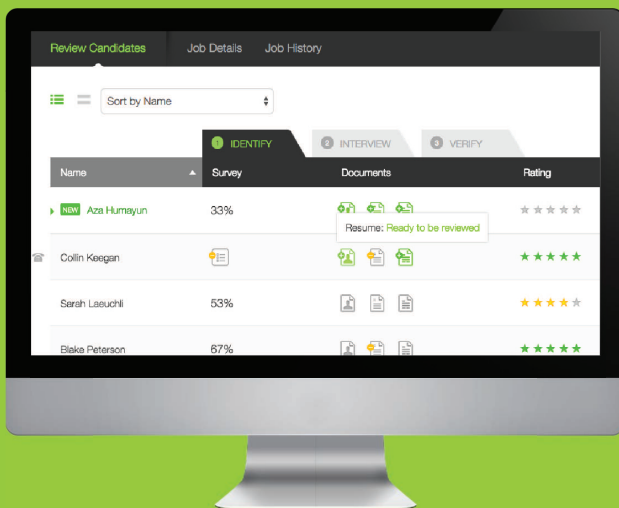 Review Candidates Job Details Job History
Sort by Name
1 IDENTIFY 2 INTERVIEW 3 VERIFY
Name Survey Documents Rating
NEW Aza Humayun 33%
Resume: Ready to be reviewed
Collin Keegan
Sarah Laeuchli 53%
Blake Peterson 67%